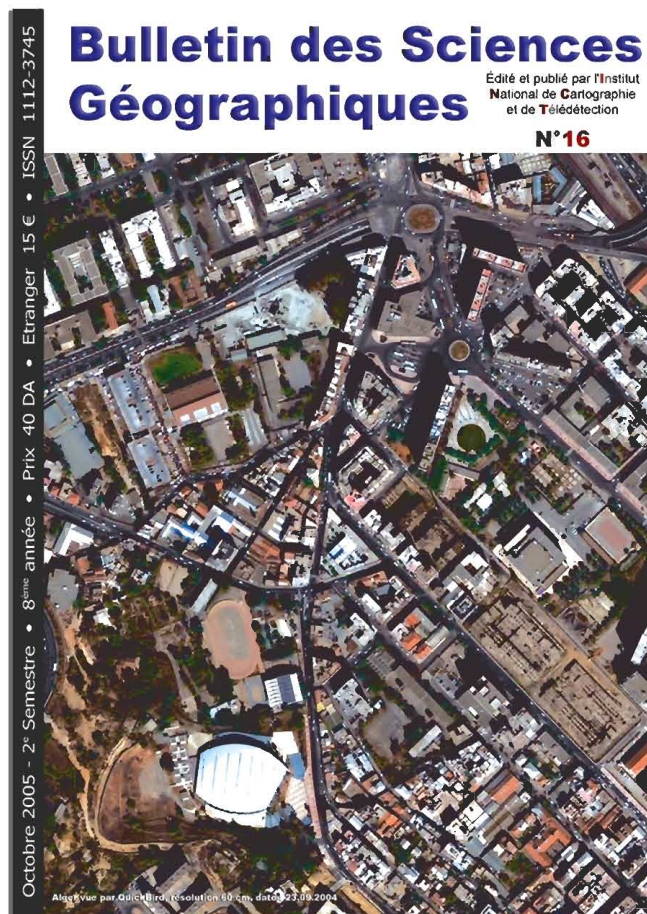 Bulletin des Sciences
Géographiques
Édité et publié par l'Institut
National de Cartographie
et de Télédétection
N°16
Octobre 2005 - 2° Semestre • 8ème année • Prix 40 DA • Etranger 15 € • ISSN 1112-3745
Alger vue par QuickBird, résolution 60 cm, date: 23.09.2004